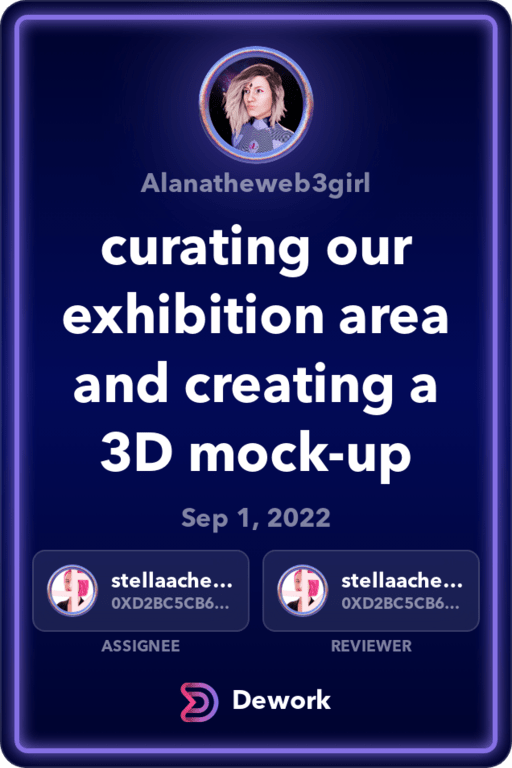 Alanatheweb3girl
curating our
exhibition area
and creating a
3D mock-up
Sep 1, 2022
stellaache... stellaache...
0XD2BC5CB6... 0XD2BC5CB6...
ASSIGNEE REVIEWER
Dework